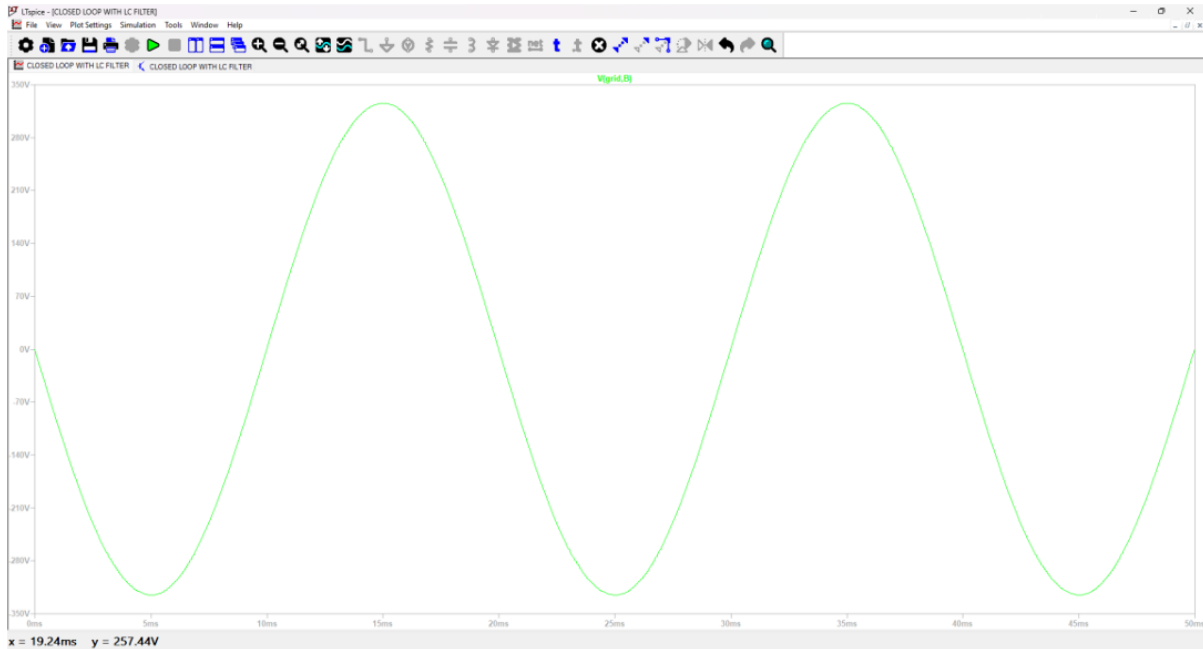 LTspice - [CLOSED LOOP WITH LC FILTER]
File View Plot Settings Simulation Tools Window Help
CLOSED LOOP WITH LC FILTER CLOSED LOOP WITH LC FILTER
V(grid,B)
350V
280V
210V
140V
70V
0V
-70V
-140V
-210V
-280V
-350V
0ms 5ms 10ms 15ms 20ms 25ms 30ms 35ms 40ms 45ms 50ms
x = 19.24ms y = 257.44V